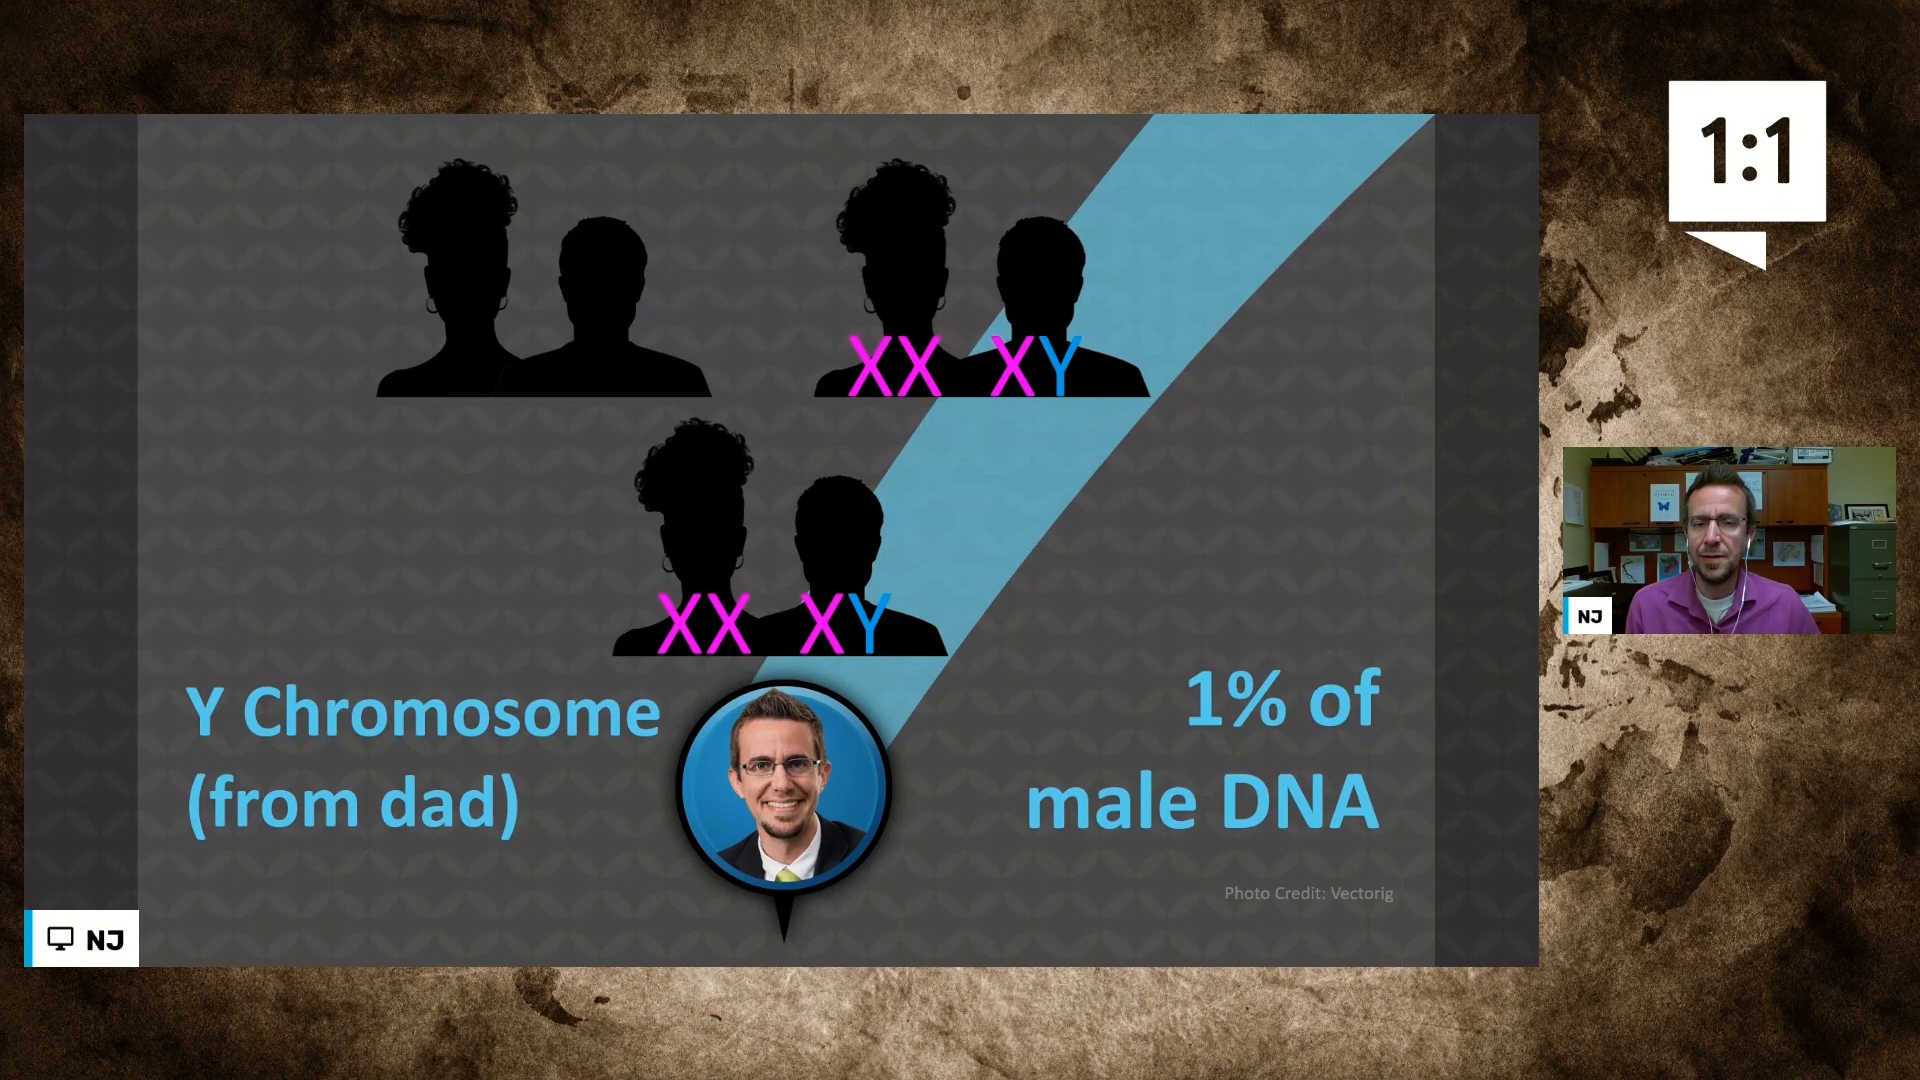 1:1
XX XY
XX XY
Y Chromosome
(from dad)
1% of
male DNA
Photo Credit: Vectorig
NJ
NJ